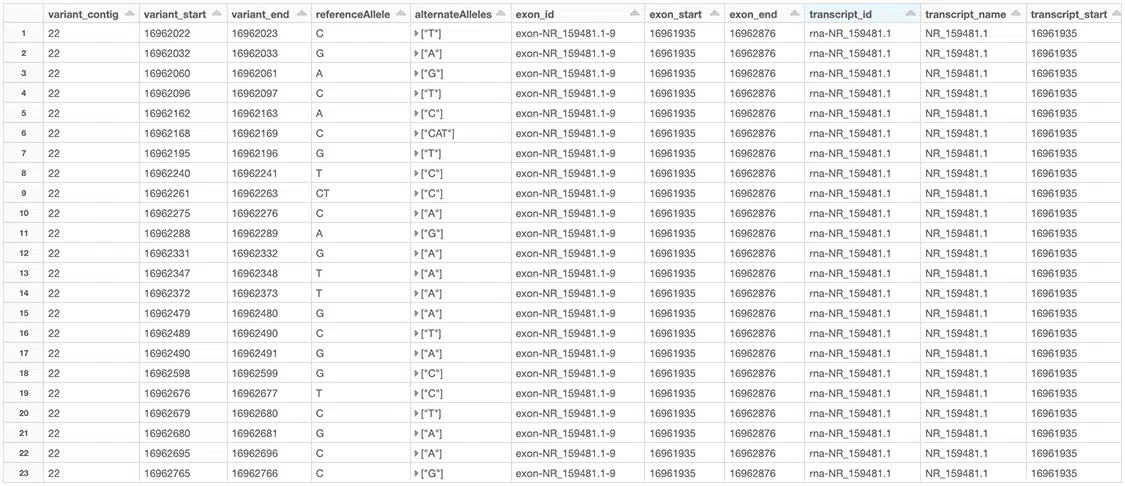 variant_contig variant_start variant_end referenceAllele alternateAlleles exon_id exon_start exon_end transcript_id transcript_name transcript_start
1 22 16962022 16962023 C ["T"] exon-NR_159481.1-9 16961935 16962876 rna-NR_159481.1 NR_159481.1 16961935
2 22 16962032 16962033 G ["A"] exon-NR_159481.1-9 16961935 16962876 rna-NR_159481.1 NR_159481.1 16961935
3 22 16962060 16962061 A ["G"] exon-NR_159481.1-9 16961935 16962876 rna-NR_159481.1 NR_159481.1 16961935
4 22 16962096 16962097 C ["T"] exon-NR_159481.1-9 16961935 16962876 rna-NR_159481.1 NR_159481.1 16961935
5 22 16962162 16962163 A ["C"] exon-NR_159481.1-9 16961935 16962876 rna-NR_159481.1 NR_159481.1 16961935
6 22 16962168 16962169 C ["CAT"] exon-NR_159481.1-9 16961935 16962876 rna-NR_159481.1 NR_159481.1 16961935
7 22 16962195 16962196 G ["T"] exon-NR_159481.1-9 16961935 16962876 rna-NR_159481.1 NR_159481.1 16961935
8 22 16962240 16962241 T ["C"] exon-NR_159481.1-9 16961935 16962876 rna-NR_159481.1 NR_159481.1 16961935
9 22 16962261 16962263 CT ["C"] exon-NR_159481.1-9 16961935 16962876 rna-NR_159481.1 NR_159481.1 16961935
10 22 16962275 16962276 C ["A"] exon-NR_159481.1-9 16961935 16962876 rna-NR_159481.1 NR_159481.1 16961935
11 22 16962288 16962289 A ["G"] exon-NR_159481.1-9 16961935 16962876 rna-NR_159481.1 NR_159481.1 16961935
12 22 16962331 16962332 G ["A"] exon-NR_159481.1-9 16961935 16962876 rna-NR_159481.1 NR_159481.1 16961935
13 22 16962347 16962348 T ["A"] exon-NR_159481.1-9 16961935 16962876 rna-NR_159481.1 NR_159481.1 16961935
14 22 16962372 16962373 T ["A"] exon-NR_159481.1-9 16961935 16962876 rna-NR_159481.1 NR_159481.1 16961935
15 22 16962479 16962480 G ["A"] exon-NR_159481.1-9 16961935 16962876 rna-NR_159481.1 NR_159481.1 16961935
16 22 16962489 16962490 C ["T"] exon-NR_159481.1-9 16961935 16962876 rna-NR_159481.1 NR_159481.1 16961935
17 22 16962490 16962491 G ["A"] exon-NR_159481.1-9 16961935 16962876 rna-NR_159481.1 NR_159481.1 16961935
18 22 16962598 16962599 G ["C"] exon-NR_159481.1-9 16961935 16962876 rna-NR_159481.1 NR_159481.1 16961935
19 22 16962676 16962677 T ["C"] exon-NR_159481.1-9 16961935 16962876 rna-NR_159481.1 NR_159481.1 16961935
20 22 16962679 16962680 C ["T"] exon-NR_159481.1-9 16961935 16962876 rna-NR_159481.1 NR_159481.1 16961935
21 22 16962680 16962681 G ["A"] exon-NR_159481.1-9 16961935 16962876 rna-NR_159481.1 NR_159481.1 16961935
22 22 16962695 16962696 C ["A"] exon-NR_159481.1-9 16961935 16962876 rna-NR_159481.1 NR_159481.1 16961935
23 22 16962765 16962766 C ["G"] exon-NR_159481.1-9 16961935 16962876 rna-NR_159481.1 NR_159481.1 16961935